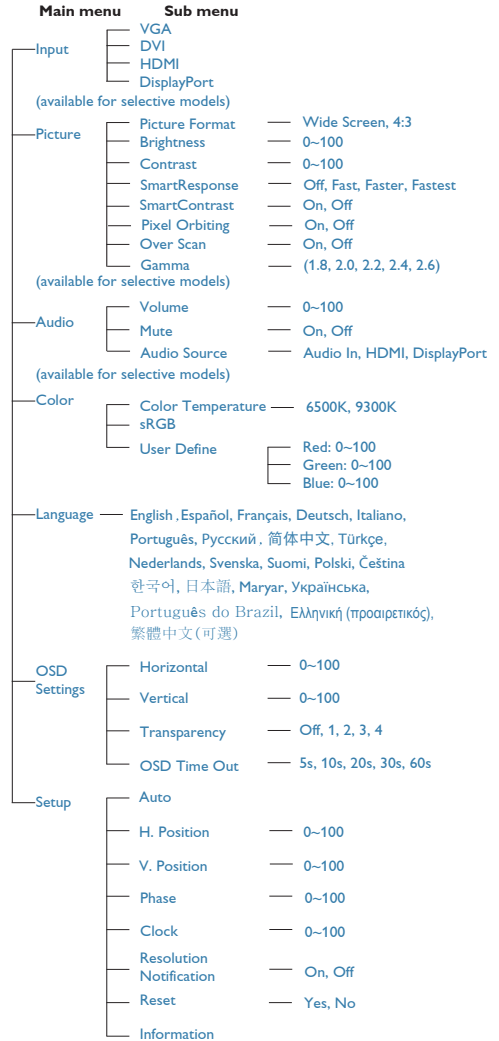 Main menu Sub menu
Input VGA
DVI
HDMI
DisplayPort
(available for selective models)
Picture Picture Format Wide Screen, 4:3
Brightness 0~100
Contrast 0~100
SmartResponse Off, Fast, Faster, Fastest
SmartContrast On, Off
Pixel Orbiting On, Off
Over Scan On, Off
Gamma (1.8, 2.0, 2.2, 2.4, 2.6)
(available for selective models)
Audio Volume 0~100
Mute On, Off
Audio Source Audio In, HDMI, DisplayPort
(available for selective models)
Color Color Temperature 6500K, 9300K
sRGB
User Define Red: 0~100
Green: 0~100
Blue: 0~100
Language English , Español, Français, Deutsch, Italiano,
Português, Русский , 简体中文, Türkçe,
Nederlands, Svenska, Suomi, Polski, Čeština
한국어, 日本語, Maryar, Українська,
Português do Brazil, Ελληνική (προαιρετικός),
繁體中文(可選)
OSD Settings Horizontal 0~100
Vertical 0~100
Transparency Off, 1, 2, 3, 4
OSD Time Out 5s, 10s, 20s, 30s, 60s
Setup Auto
H. Position 0~100
V. Position 0~100
Phase 0~100
Clock 0~100
Resolution
Notification On, Off
Reset Yes, No
Information